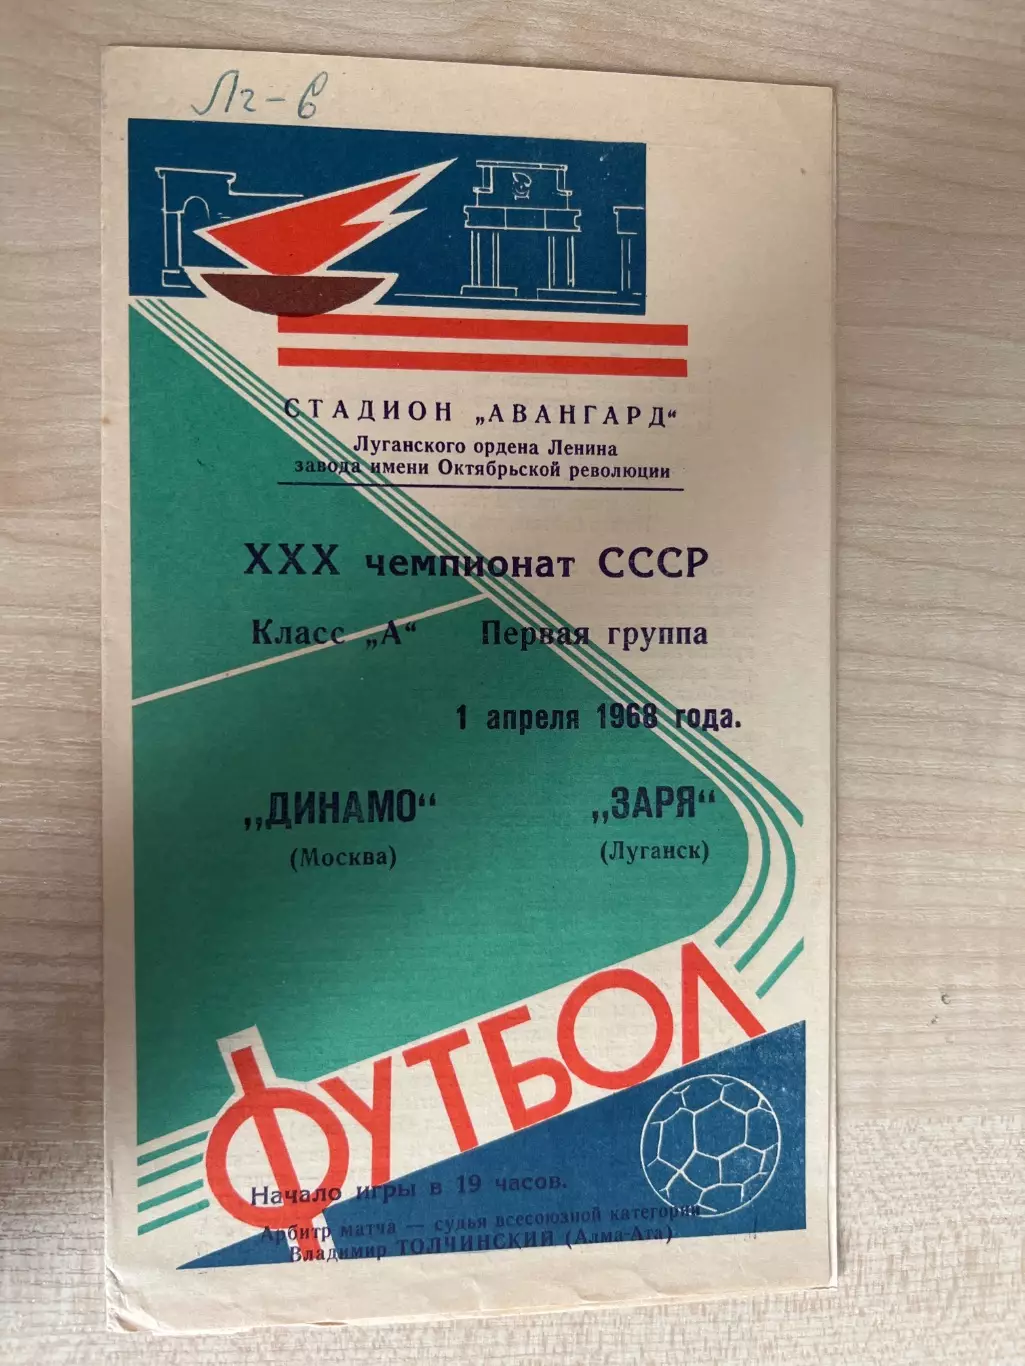 Лг-в
СТАДИОН „АВАНГАРД“
Луганского ордена Ленина
завода имени Октябрьской революции
XXX чемпионат СССР
Класс „А“ Первая группа
1 апреля 1968 года.
„ДИНАМО“ „ЗАРЯ“
(Москва) (Луганск)
ФУТБОЛ
Начало игры в 19 часов.
Арбитр матча — судья всесоюзной категории
Владимир ТОЛЧИНСКИЙ (Алма-Ата)